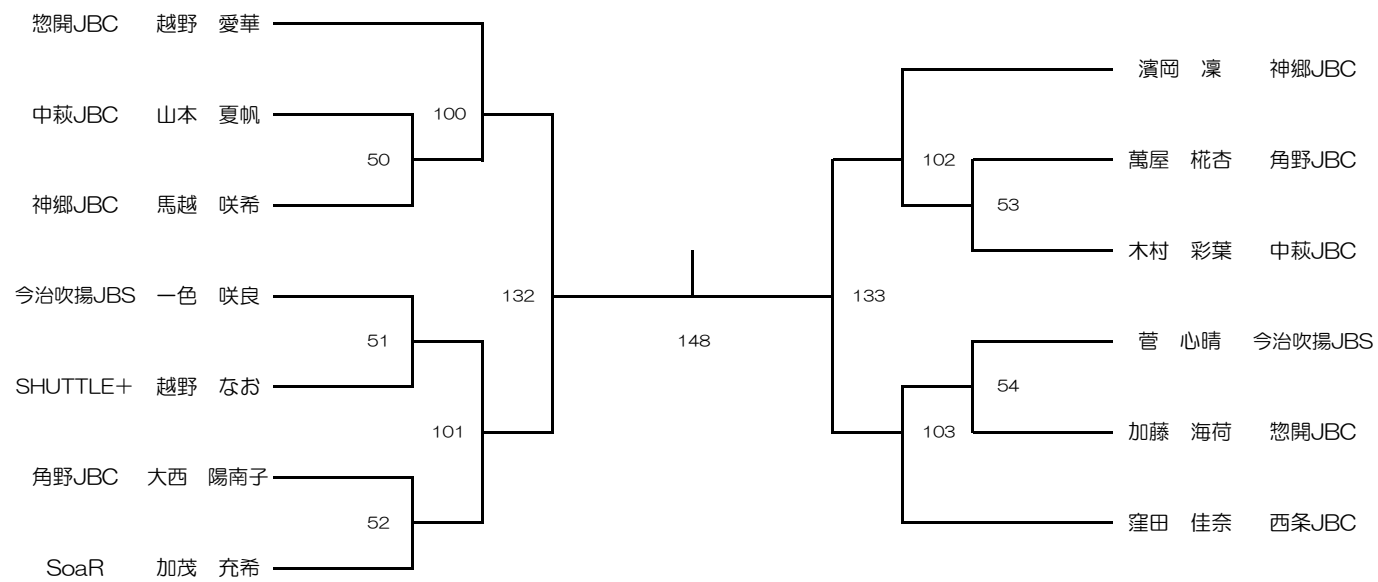 惣開JBC 越野 愛華
濱岡 凜 神郷JBC
中萩JBC 山本 夏帆
100
50
102
萬屋 椛杏 角野JBC
神郷JBC 馬越 咲希
53
木村 彩葉 中萩JBC
今治吹揚JBS 一色 咲良
132
133
51
148
菅 心晴 今治吹揚JBS
SHUTTLE+ 越野 なお
54
101
103
加藤 海荷 惣開JBC
角野JBC 大西 陽南子
52
窪田 佳奈 西条JBC
SoaR 加茂 充希